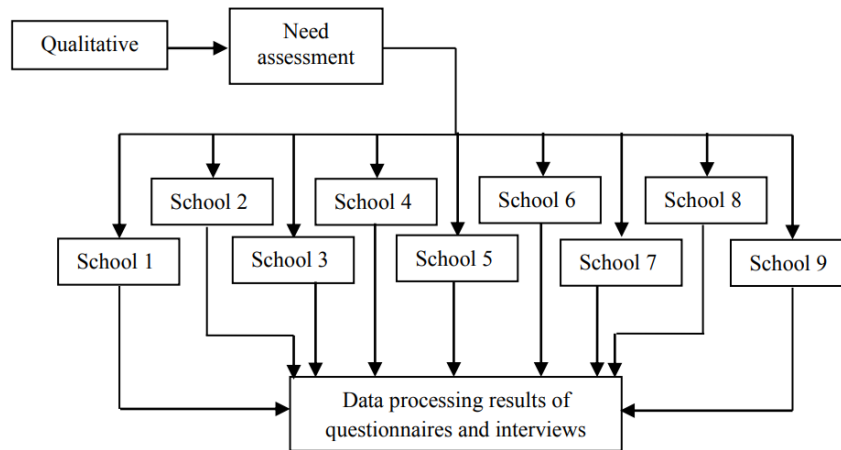 Qualitative
Need
assessment
School 2
School 4
School 6
School 8
School 1
School 3
School 5
School 7
School 9
Data processing results of
questionnaires and interviews